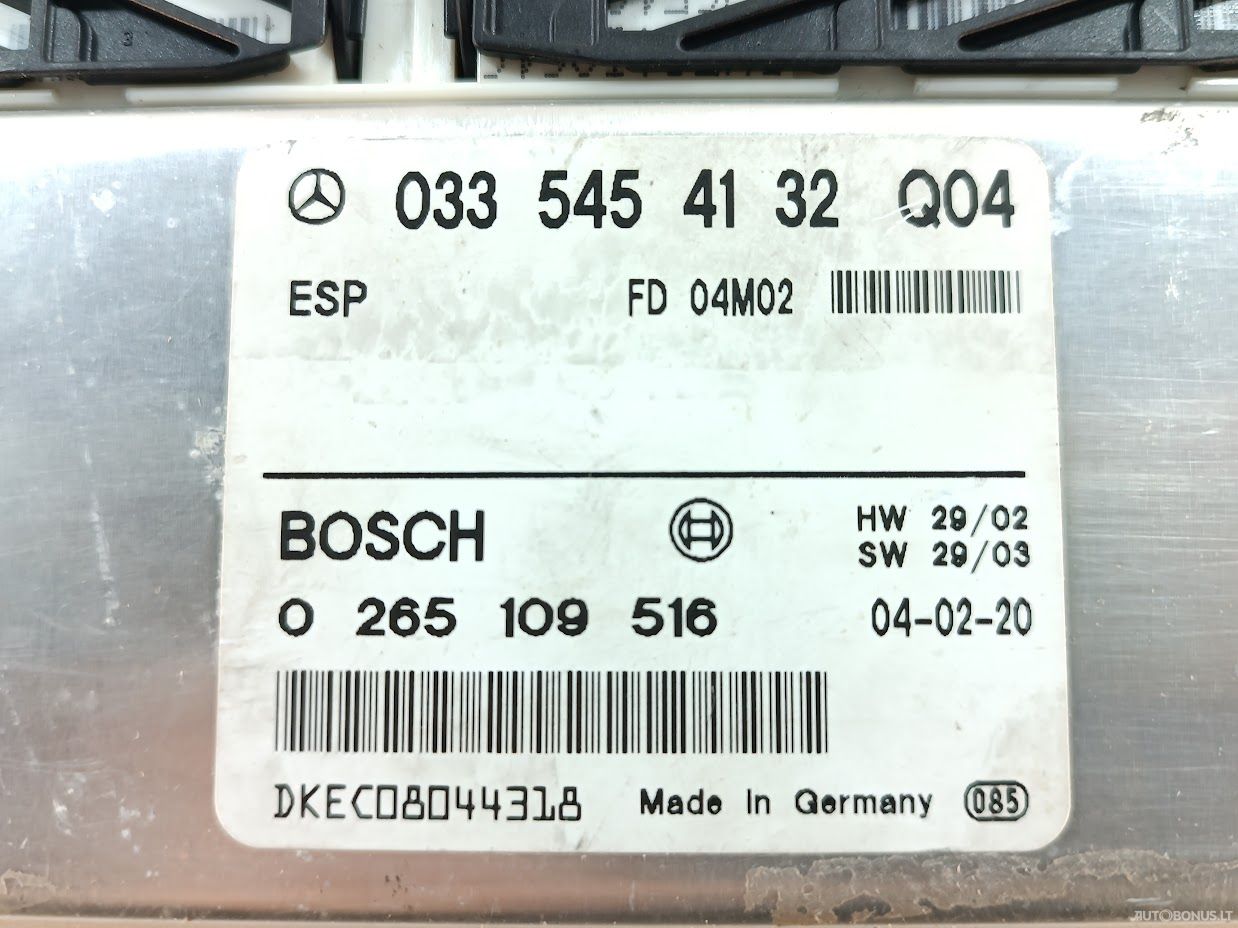 033 545 41 32 Q04
ESP FD 04M02
BOSCH HW 29/02
SW 29/03
0 265 109 516 04-02-20
DKEC08044318 Made In Germany 085
AUTOBONUS.LT